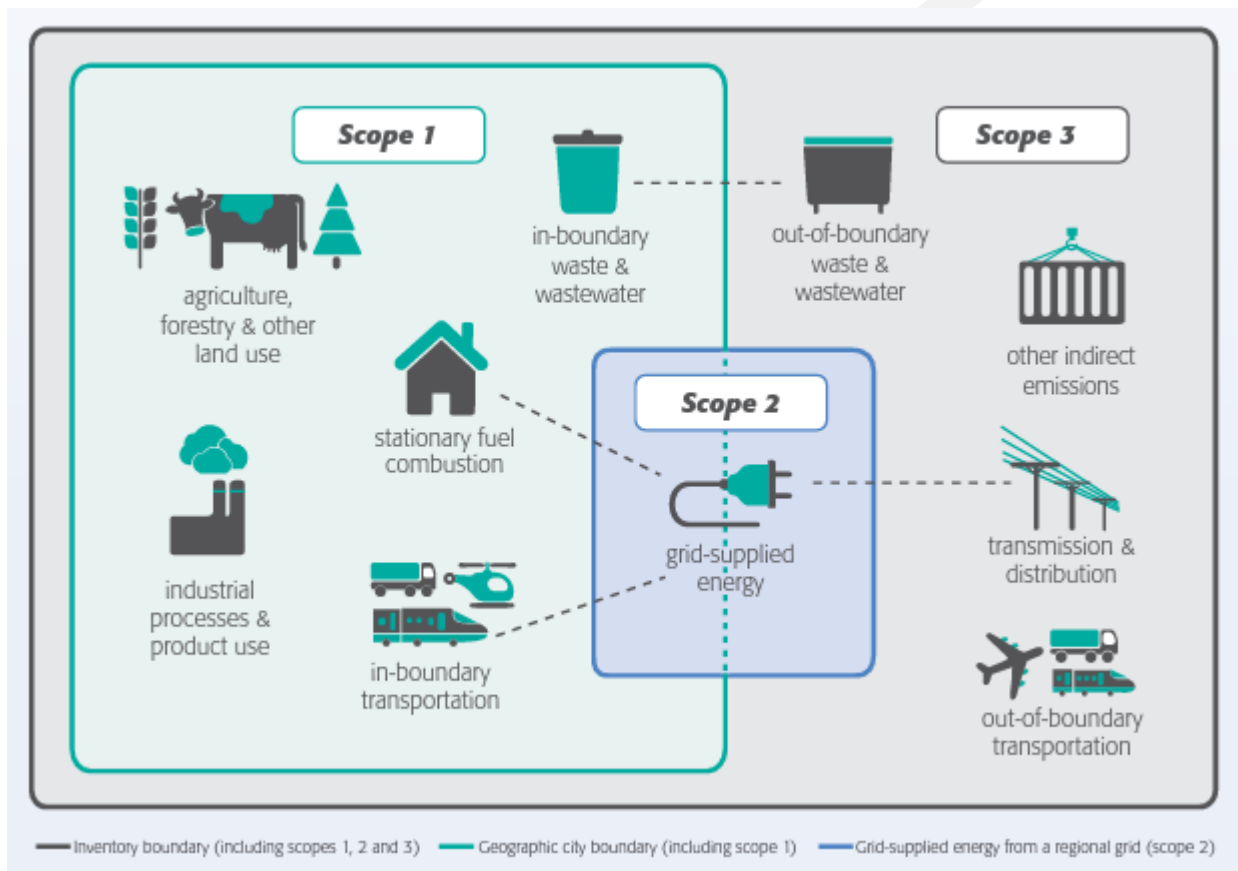 Scope 1
Scope 3
in-boundary
waste &
wastewater
out-of-boundary
waste &
wastewater
agriculture,
forestry & other
land use
other indirect
emissions
Scope 2
stationary fuel
combustion
grid-supplied
energy
transmission &
distribution
industrial
processes &
product use
in-boundary
transportation
out-of-boundary
transportation
Inventory boundary (including scopes 1, 2 and 3)
Geographic city boundary (including scope 1)
Grid-supplied energy from a regional grid (scope 2)